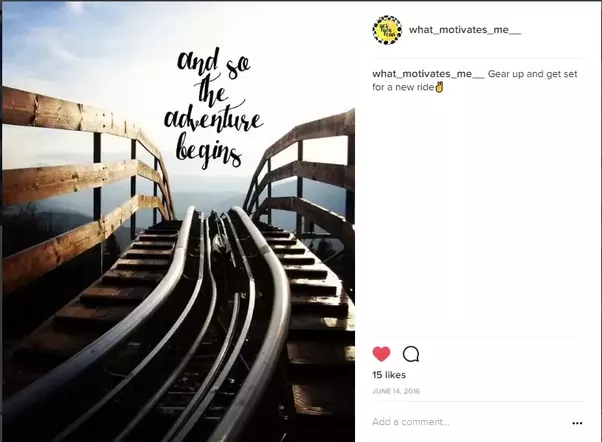 and so
the
adventure
begins
what_motivates_me__
what_motivates_me__ Gear up and get set
for a new ride✌
15 likes
JUNE 14, 2016
Add a comment...